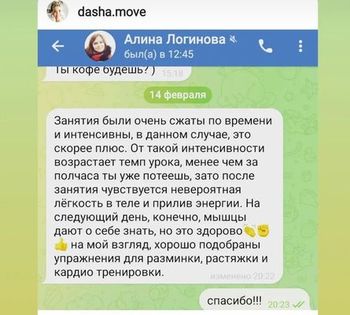 dasha.move
Алина Логинова
был(а) в 12:45
Ты кофе будешь?) 15:18
14 февраля
Занятия были очень сжаты по времени
и интенсивны, в данном случае, это
скорее плюс. От такой интенсивности
возрастает темп урока, менее чем за
полчаса ты уже потеешь, зато после
занятия чувствуется невероятная
лёгкость в теле и прилив энергии. На
следующий день, конечно, мышцы
дают о себе знать, но это здорово👏✊
👍 на мой взгляд, хорошо подобраны
упражнения для разминки, растяжки и
кардио тренировки. изменено 20:22
спасибо!!! 20:23